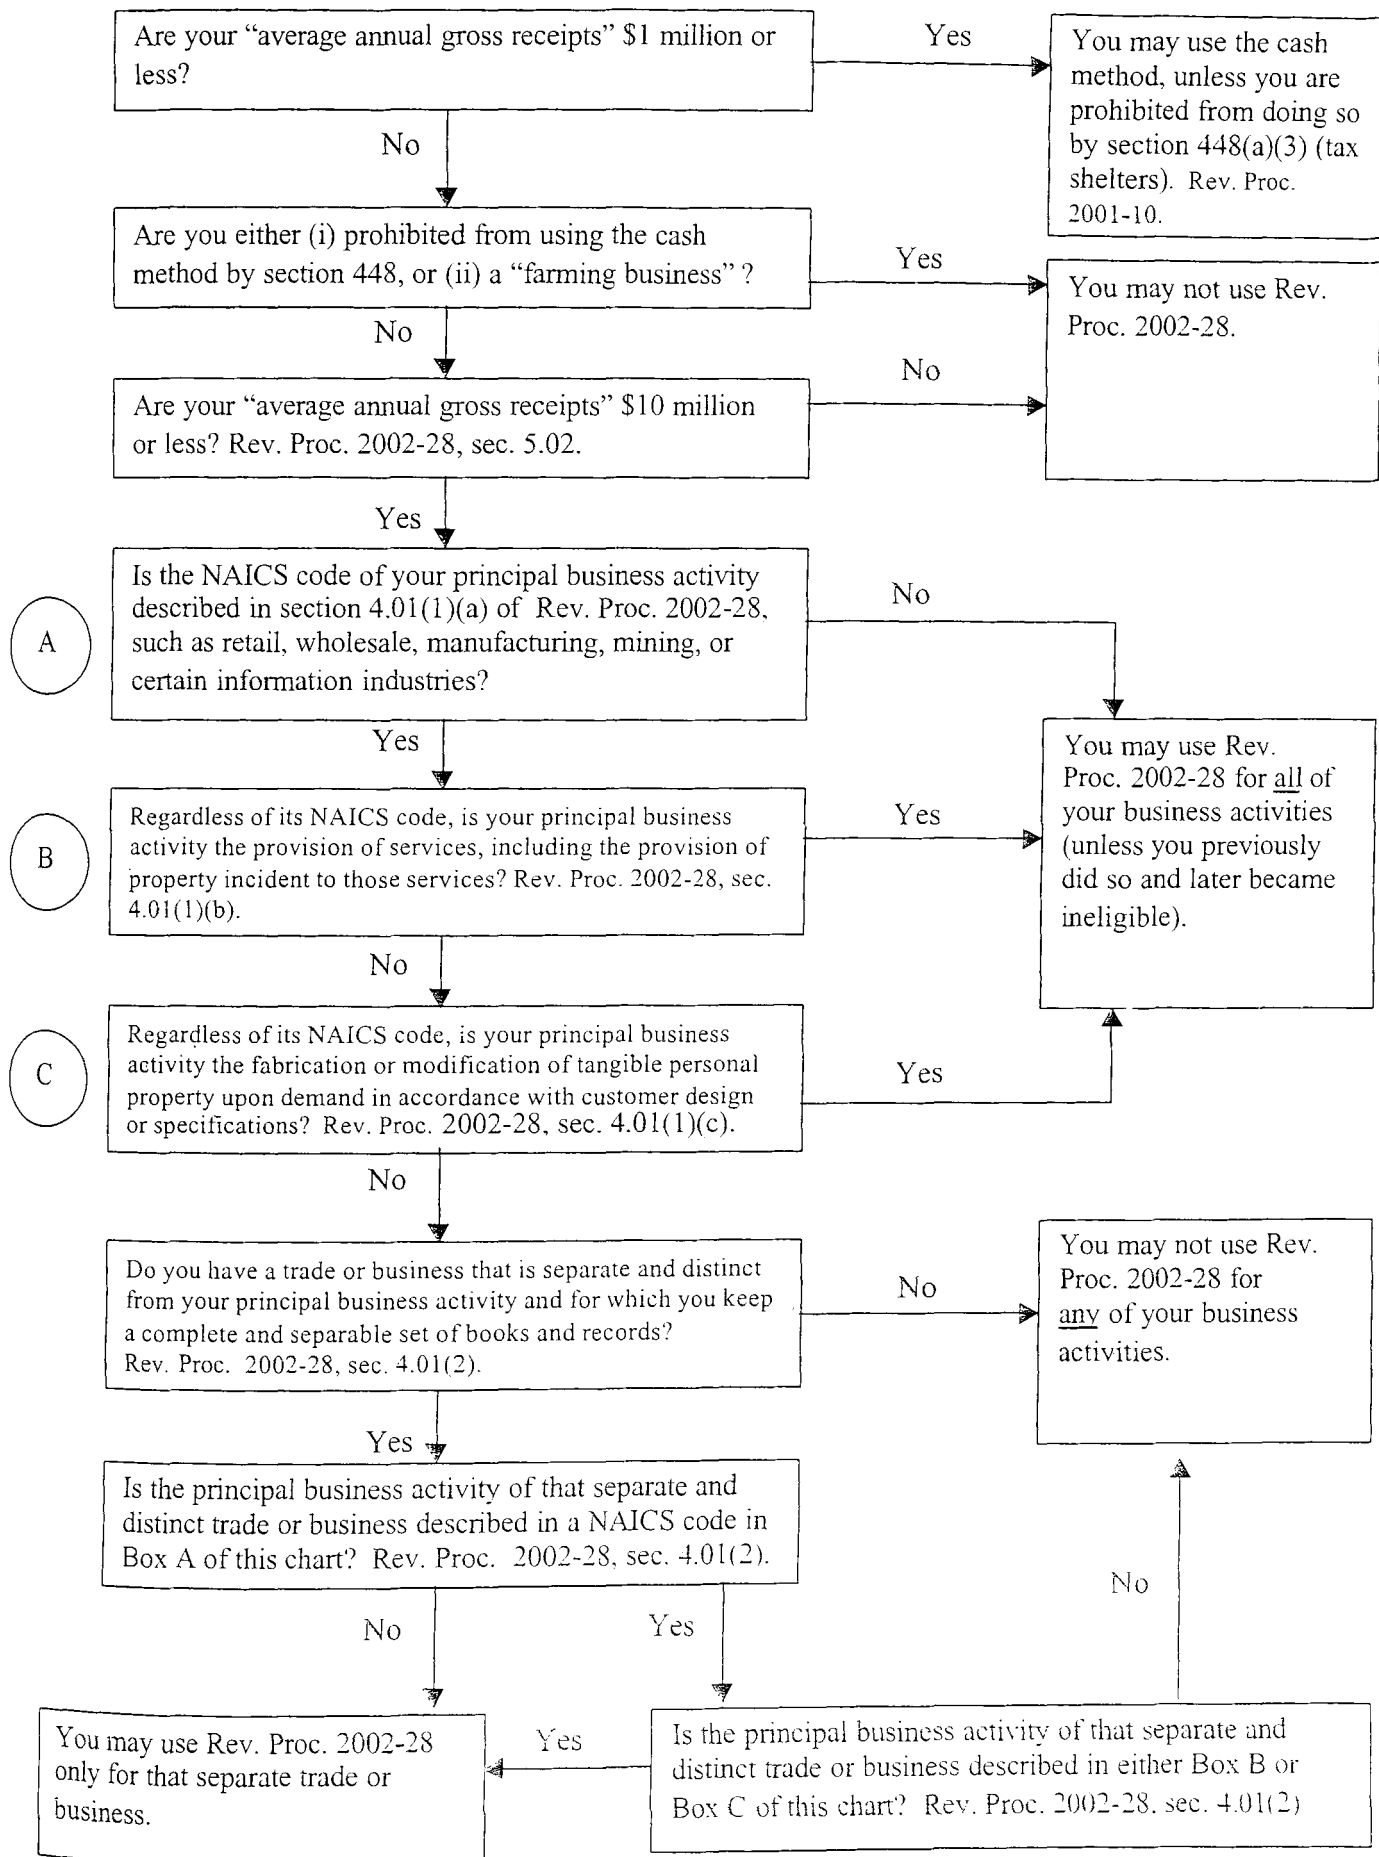 Are your “average annual gross receipts” $1 million or
less?
Yes
You may use the cash
method, unless you are
prohibited from doing so
by section 448(a)(3) (tax
shelters). Rev. Proc.
2001-10.
No
Are you either (i) prohibited from using the cash
method by section 448, or (ii) a “farming business” ?
Yes
You may not use Rev.
Proc. 2002-28.
No
Are your “average annual gross receipts” $10 million
or less? Rev. Proc. 2002-28, sec. 5.02.
No
Yes
A
Is the NAICS code of your principal business activity
described in section 4.01(1)(a) of Rev. Proc. 2002-28,
such as retail, wholesale, manufacturing, mining, or
certain information industries?
No
Yes
You may use Rev.
Proc. 2002-28 for all of
your business activities
(unless you previously
did so and later became
ineligible).
B
Regardless of its NAICS code, is your principal business
activity the provision of services, including the provision of
property incident to those services? Rev. Proc. 2002-28, sec.
4.01(1)(b).
Yes
No
C
Regardless of its NAICS code, is your principal business
activity the fabrication or modification of tangible personal
property upon demand in accordance with customer design
or specifications? Rev. Proc. 2002-28, sec. 4.01(1)(c).
Yes
No
Do you have a trade or business that is separate and distinct
from your principal business activity and for which you keep
a complete and separable set of books and records?
Rev. Proc. 2002-28, sec. 4.01(2).
No
You may not use Rev.
Proc. 2002-28 for
any of your business
activities.
Yes
Is the principal business activity of that separate and
distinct trade or business described in a NAICS code in
Box A of this chart? Rev. Proc. 2002-28, sec. 4.01(2).
No
No
Yes
You may use Rev. Proc. 2002-28
only for that separate trade or
business.
Yes
Is the principal business activity of that separate and
distinct trade or business described in either Box B or
Box C of this chart? Rev. Proc. 2002-28. sec. 4.01(2)